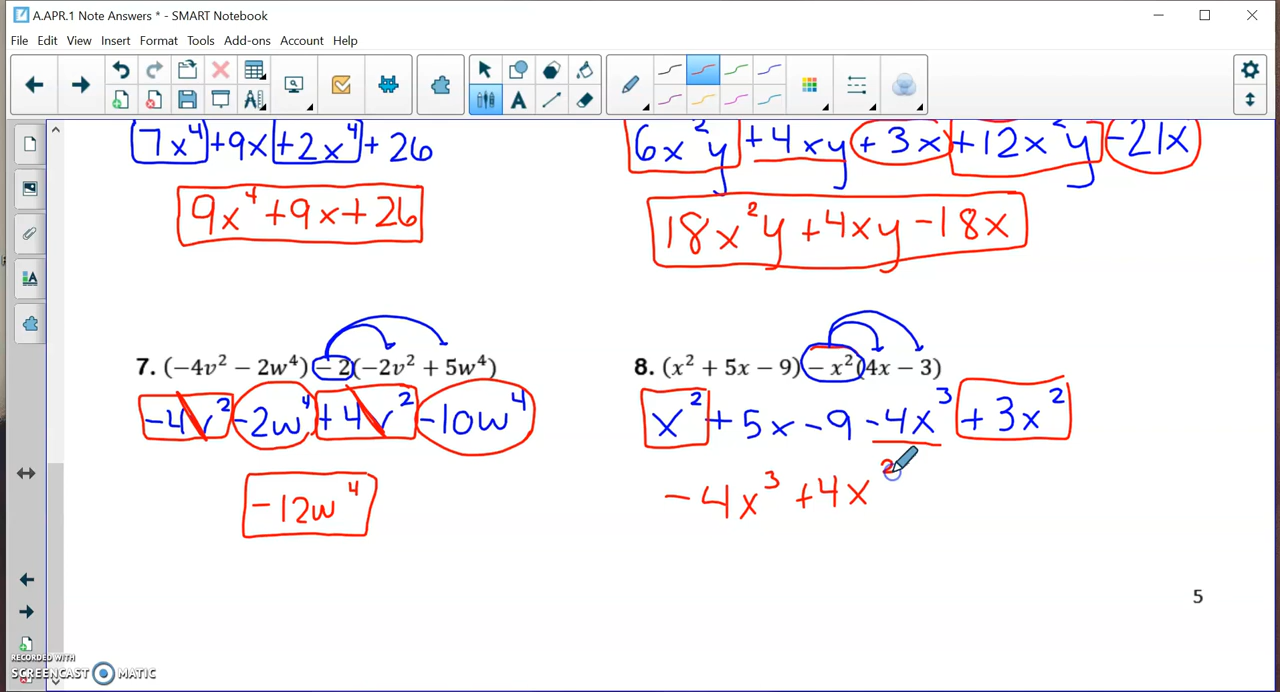 A.APR.1 Note Answers * - SMART Notebook
File Edit View Insert Format Tools Add-ons Account Help
7x⁴ + 9x + 2x⁴ + 26
9x⁴ + 9x + 26
6x²y + 4xy + 3x + 12x²y - 21x
18x²y + 4xy - 18x
7. (−4v² − 2w⁴) − 2(−2v² + 5w⁴)
-4v² - 2w⁴ + 4v² - 10w⁴
-12w⁴
8. (x² + 5x − 9) − x²(4x − 3)
x² + 5x - 9 - 4x³ + 3x²
-4x³ + 4x²
5
RECORDED WITH
SCREENCAST MATIC